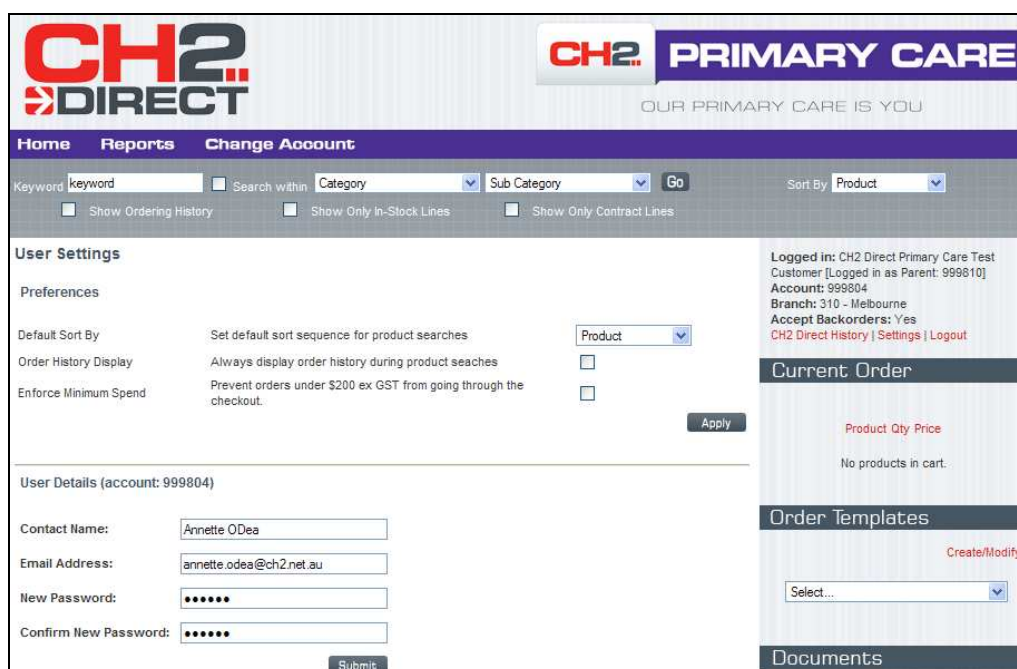 CH2
DIRECT
CH2 PRIMARY CARE
OUR PRIMARY CARE IS YOU
Home Reports Change Account
Keyword keyword Search within Category Sub Category Go Sort By Product
Show Ordering History Show Only In-Stock Lines Show Only Contract Lines
User Settings
Preferences
Default Sort By Set default sort sequence for product searches Product
Order History Display Always display order history during product seaches
Enforce Minimum Spend Prevent orders under $200 ex GST from going through the
checkout.
Apply
User Details (account: 999804)
Contact Name: Annette ODea
Email Address: annette.odea@ch2.net.au
New Password: ••••••
Confirm New Password: ••••••
Submit
Logged in: CH2 Direct Primary Care Test
Customer [Logged in as Parent: 999810]
Account: 999804
Branch: 310 - Melbourne
Accept Backorders: Yes
CH2 Direct History | Settings | Logout
Current Order
Product Qty Price
No products in cart.
Order Templates
Create/Modify
Select...
Documents